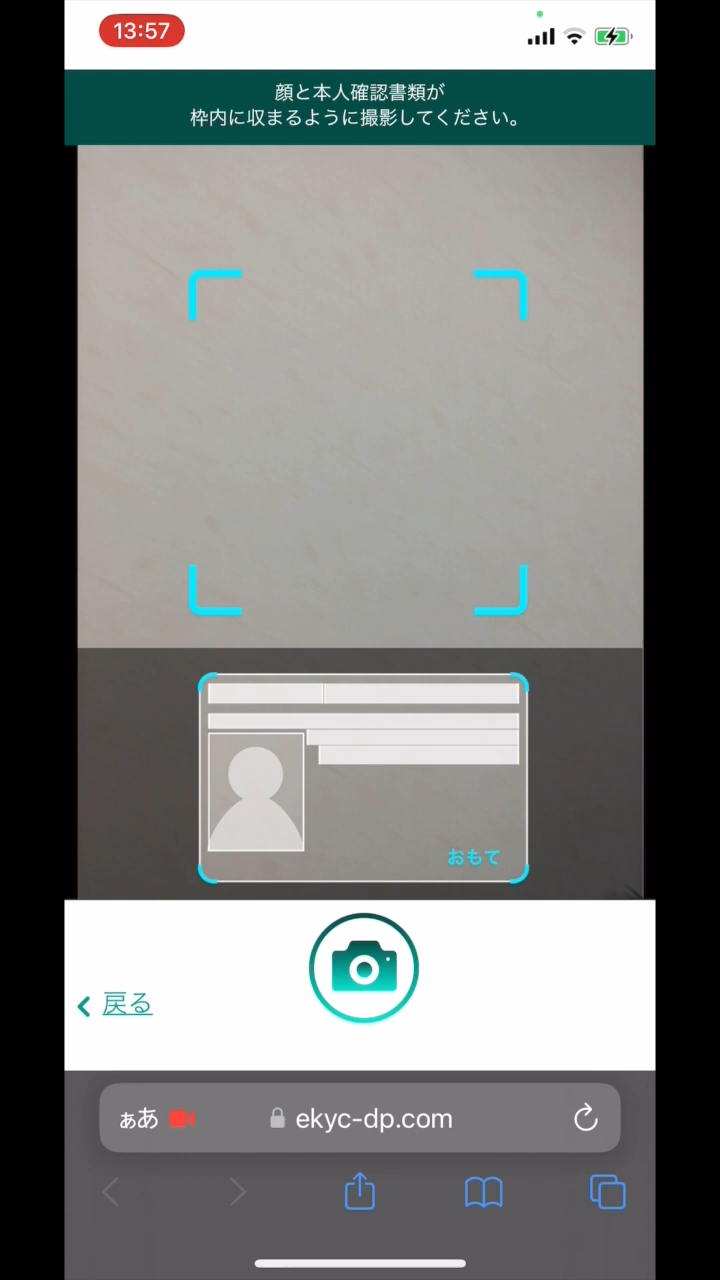 13:57
顔と本人確認書類が
枠内に収まるように撮影してください。
おもて
戻る
ぁあ ekyc-dp.com